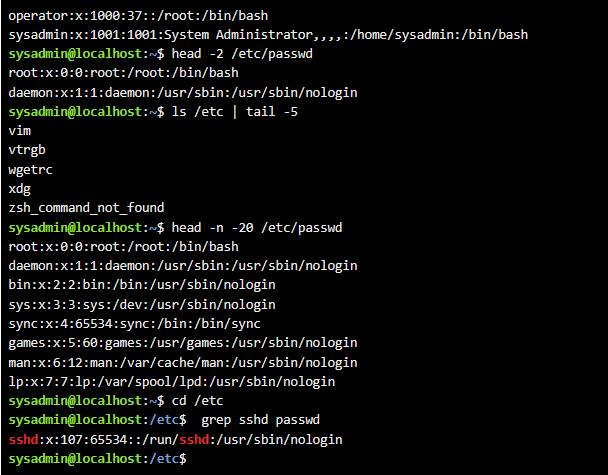 operator:x:1000:37::/root:/bin/bash
sysadmin:x:1001:1001:System Administrator,,,,:/home/sysadmin:/bin/bash
sysadmin@localhost:~$ head -2 /etc/passwd
root:x:0:0:root:/root:/bin/bash
daemon:x:1:1:daemon:/usr/sbin:/usr/sbin/nologin
sysadmin@localhost:~$ ls /etc | tail -5
vim
vtrgb
wgetrc
xdg
zsh_command_not_found
sysadmin@localhost:~$ head -n -20 /etc/passwd
root:x:0:0:root:/root:/bin/bash
daemon:x:1:1:daemon:/usr/sbin:/usr/sbin/nologin
bin:x:2:2:bin:/bin:/usr/sbin/nologin
sys:x:3:3:sys:/dev:/usr/sbin/nologin
sync:x:4:65534:sync:/bin:/bin/sync
games:x:5:60:games:/usr/games:/usr/sbin/nologin
man:x:6:12:man:/var/cache/man:/usr/sbin/nologin
lp:x:7:7:lp:/var/spool/lpd:/usr/sbin/nologin
sysadmin@localhost:~$ cd /etc
sysadmin@localhost:/etc$  grep sshd passwd
sshd:x:107:65534::/run/sshd:/usr/sbin/nologin
sysadmin@localhost:/etc$